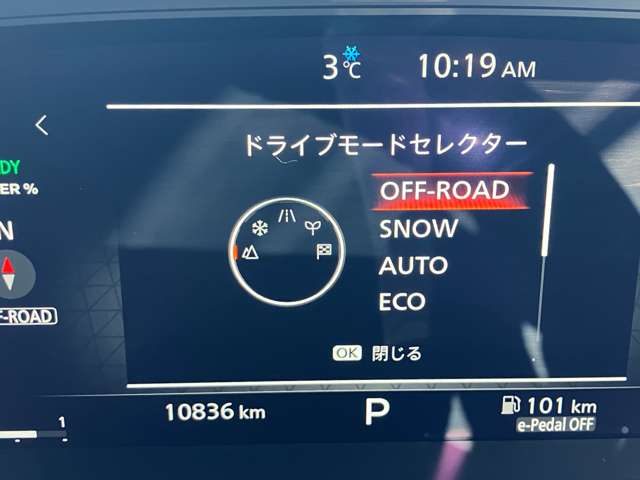 3℃ 10:19 AM
ドライブモードセレクター
OFF-ROAD
SNOW
AUTO
ECO
OK 閉じる
DY
ER %
N
F-ROAD
1
10836 km P 101 km
e-Pedal OFF